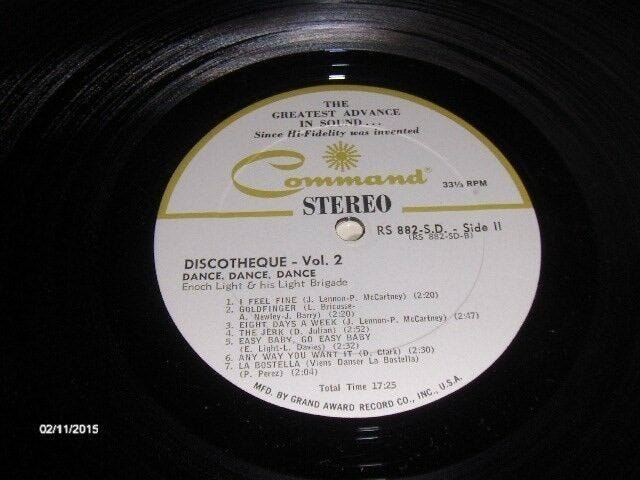 THE
GREATEST ADVANCE
IN SOUND...
Since Hi-Fidelity was invented
Command®
33⅓ RPM
STEREO
RS 882-S.D. - Side II
(RS 882-SD-B)
DISCOTHEQUE - Vol. 2
DANCE, DANCE, DANCE
Enoch Light & his Light Brigade
1. I FEEL FINE (J. Lennon-P. McCartney) (2:20)
2. GOLDFINGER (L. Bricusse-
A. Newley-J. Barry) (2:20)
3. EIGHT DAYS A WEEK (J. Lennon-P. McCartney) (2:47)
4. THE JERK (D. Julian) (2:52)
5. EASY BABY, GO EASY BABY
(E. Light-L. Davies) (2:32)
6. ANY WAY YOU WANT IT (D. Clark) (2:30)
7. LA BOSTELLA (Viens Danser La Bostella)
(P. Perez) (2:04)
Total Time 17:25
MFD. BY GRAND AWARD RECORD CO., INC., U.S.A.
02/11/2015